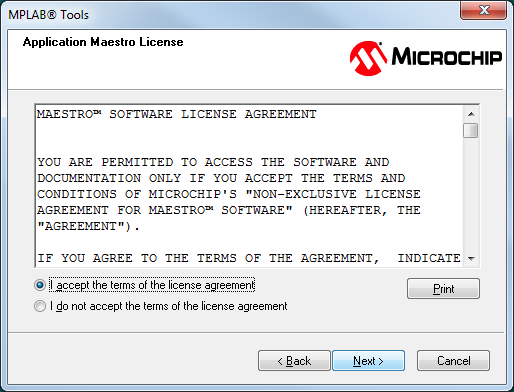 MPLAB® Tools
Application Maestro License
MICROCHIP
MAESTRO™ SOFTWARE LICENSE AGREEMENT
YOU ARE PERMITTED TO ACCESS THE SOFTWARE AND
DOCUMENTATION ONLY IF YOU ACCEPT THE TERMS AND
CONDITIONS OF MICROCHIP'S "NON-EXCLUSIVE LICENSE
AGREEMENT FOR MAESTRO™ SOFTWARE" (HEREAFTER, THE
"AGREEMENT").
IF YOU AGREE TO THE TERMS OF THE AGREEMENT, INDICATE
I accept the terms of the license agreement
Print
I do not accept the terms of the license agreement
< Back
Next >
Cancel